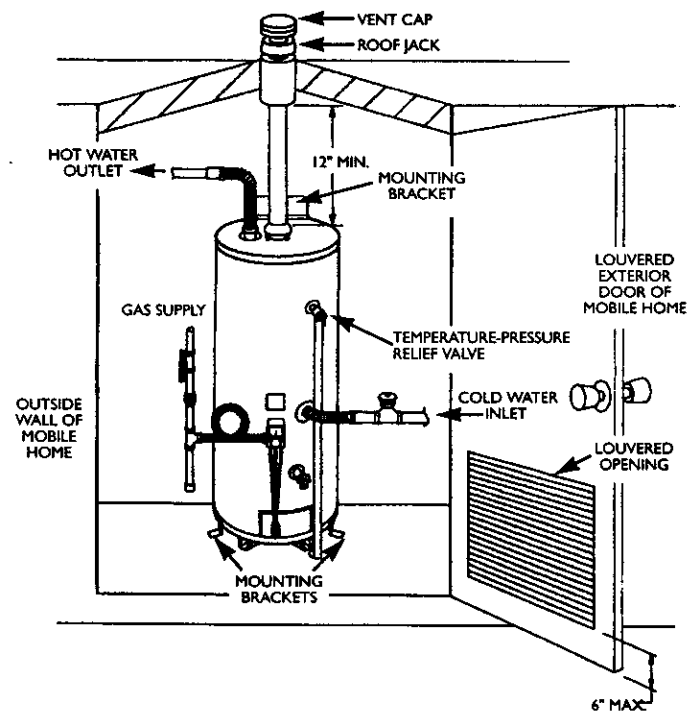 VENT CAP
ROOF JACK
HOT WATER
OUTLET
12" MIN.
MOUNTING
BRACKET
LOUVERED
EXTERIOR
DOOR OF
MOBILE HOME
GAS SUPPLY
TEMPERATURE-PRESSURE
RELIEF VALVE
OUTSIDE
WALL OF
MOBILE
HOME
COLD WATER
INLET
LOUVERED
OPENING
MOUNTING
BRACKETS
6" MAX.